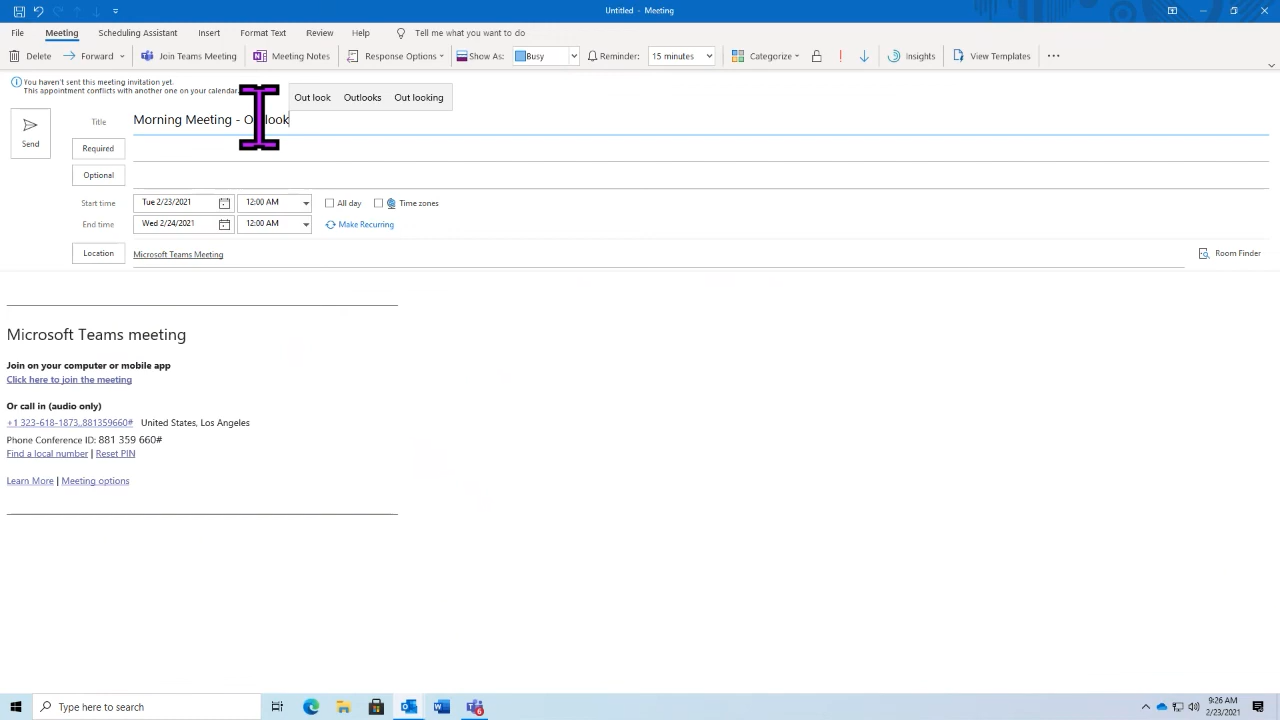 Untitled - Meeting
File Meeting Scheduling Assistant Insert Format Text Review Help Tell me what you want to do
Delete Forward Join Teams Meeting Meeting Notes Response Options Show As: Busy Reminder: 15 minutes Categorize Insights View Templates
You haven't sent this meeting invitation yet.
This appointment conflicts with another one on your calendar.
Out look Outlooks Out looking
Title Morning Meeting - Outlook
Send
Required
Optional
Start time Tue 2/23/2021 12:00 AM All day Time zones
End time Wed 2/24/2021 12:00 AM Make Recurring
Location Microsoft Teams Meeting Room Finder
Microsoft Teams meeting
Join on your computer or mobile app
Click here to join the meeting
Or call in (audio only)
+1 323-618-1873,,881359660# United States, Los Angeles
Phone Conference ID: 881 359 660#
Find a local number | Reset PIN
Learn More | Meeting options
Type here to search
6
9:26 AM
2/23/2021